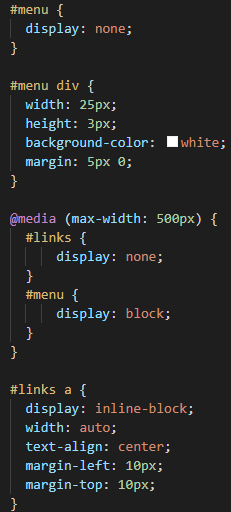 #menu {
  display: none;
}

#menu div {
  width: 25px;
  height: 3px;
  background-color: white;
  margin: 5px 0;
}

@media (max-width: 500px) {
  #links {
      display: none;
  }
  #menu {
      display: block;
  }
}

#links a {
  display: inline-block;
  width: auto;
  text-align: center;
  margin-left: 10px;
  margin-top: 10px;
}